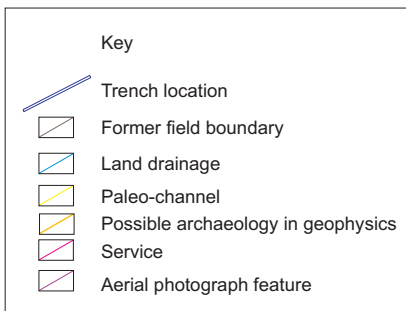 Key
Trench location
Former field boundary
Land drainage
Paleo-channel
Possible archaeology in geophysics
Service
Aerial photograph feature